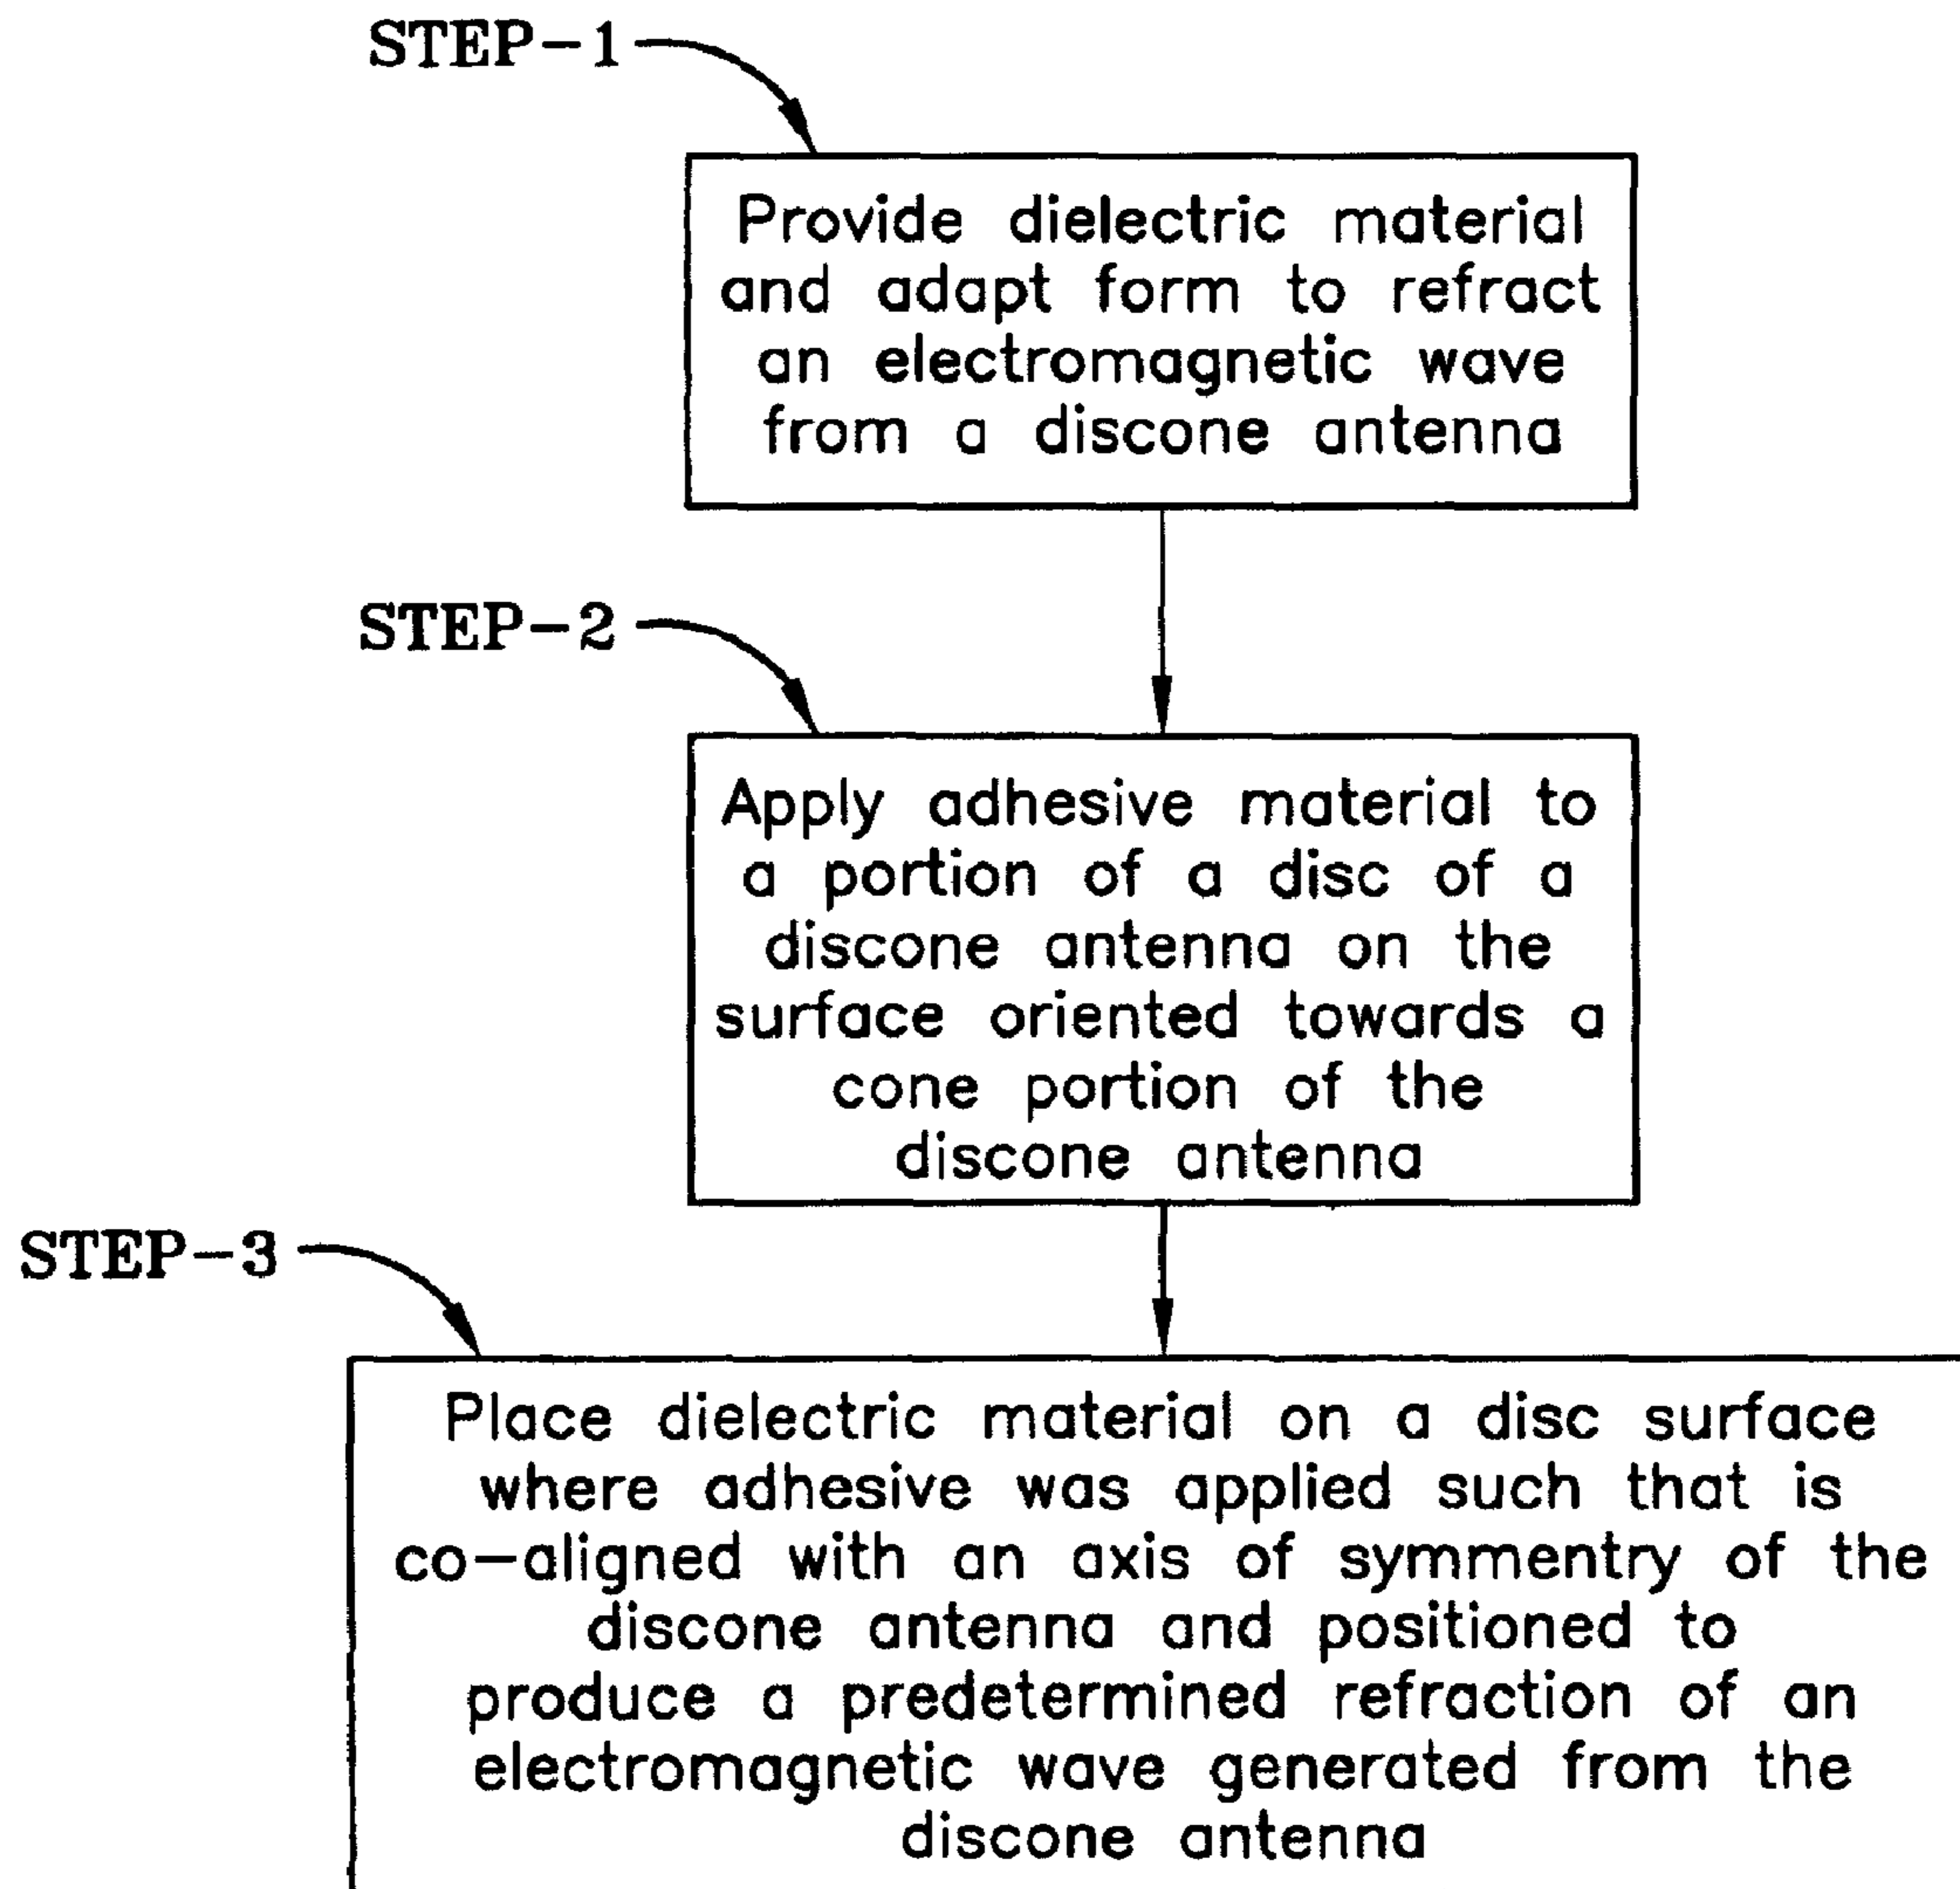 STEP-1
Provide dielectric material
and adapt form to refract
an electromagnetic wave
from a discone antenna
STEP-2
Apply adhesive material to
a portion of a disc of a
discone antenna on the
surface oriented towards a
cone portion of the
discone antenna
STEP-3
Place dielectric material on a disc surface
where adhesive was applied such that is
co-aligned with an axis of symmentry of the
discone antenna and positioned to
produce a predetermined refraction of an
electromagnetic wave generated from the
discone antenna